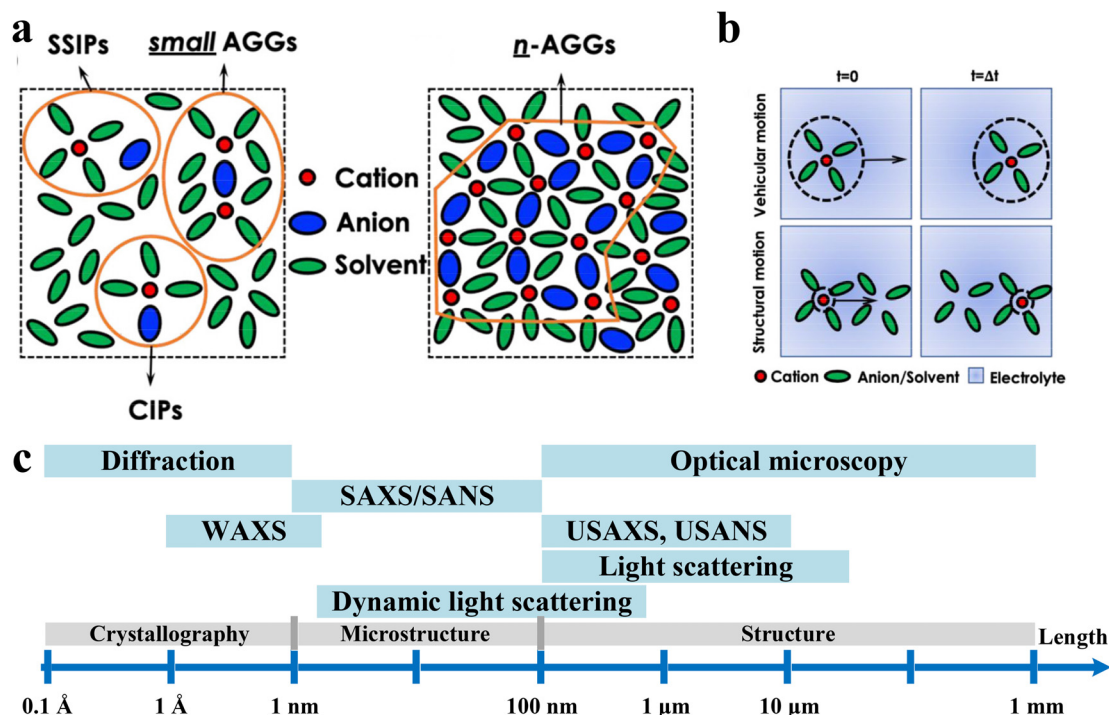 a
SSIPs
small AGGs
n-AGGs
Cation
Anion
Solvent
CIPs
b
t=0
t=Δt
Vehicular motion
Structural motion
Cation
Anion/Solvent
Electrolyte
c
Diffraction
Optical microscopy
SAXS/SANS
WAXS
USAXS, USANS
Light scattering
Dynamic light scattering
Crystallography
Microstructure
Structure
Length
0.1 Å
1 Å
1 nm
100 nm
1 μm
10 μm
1 mm